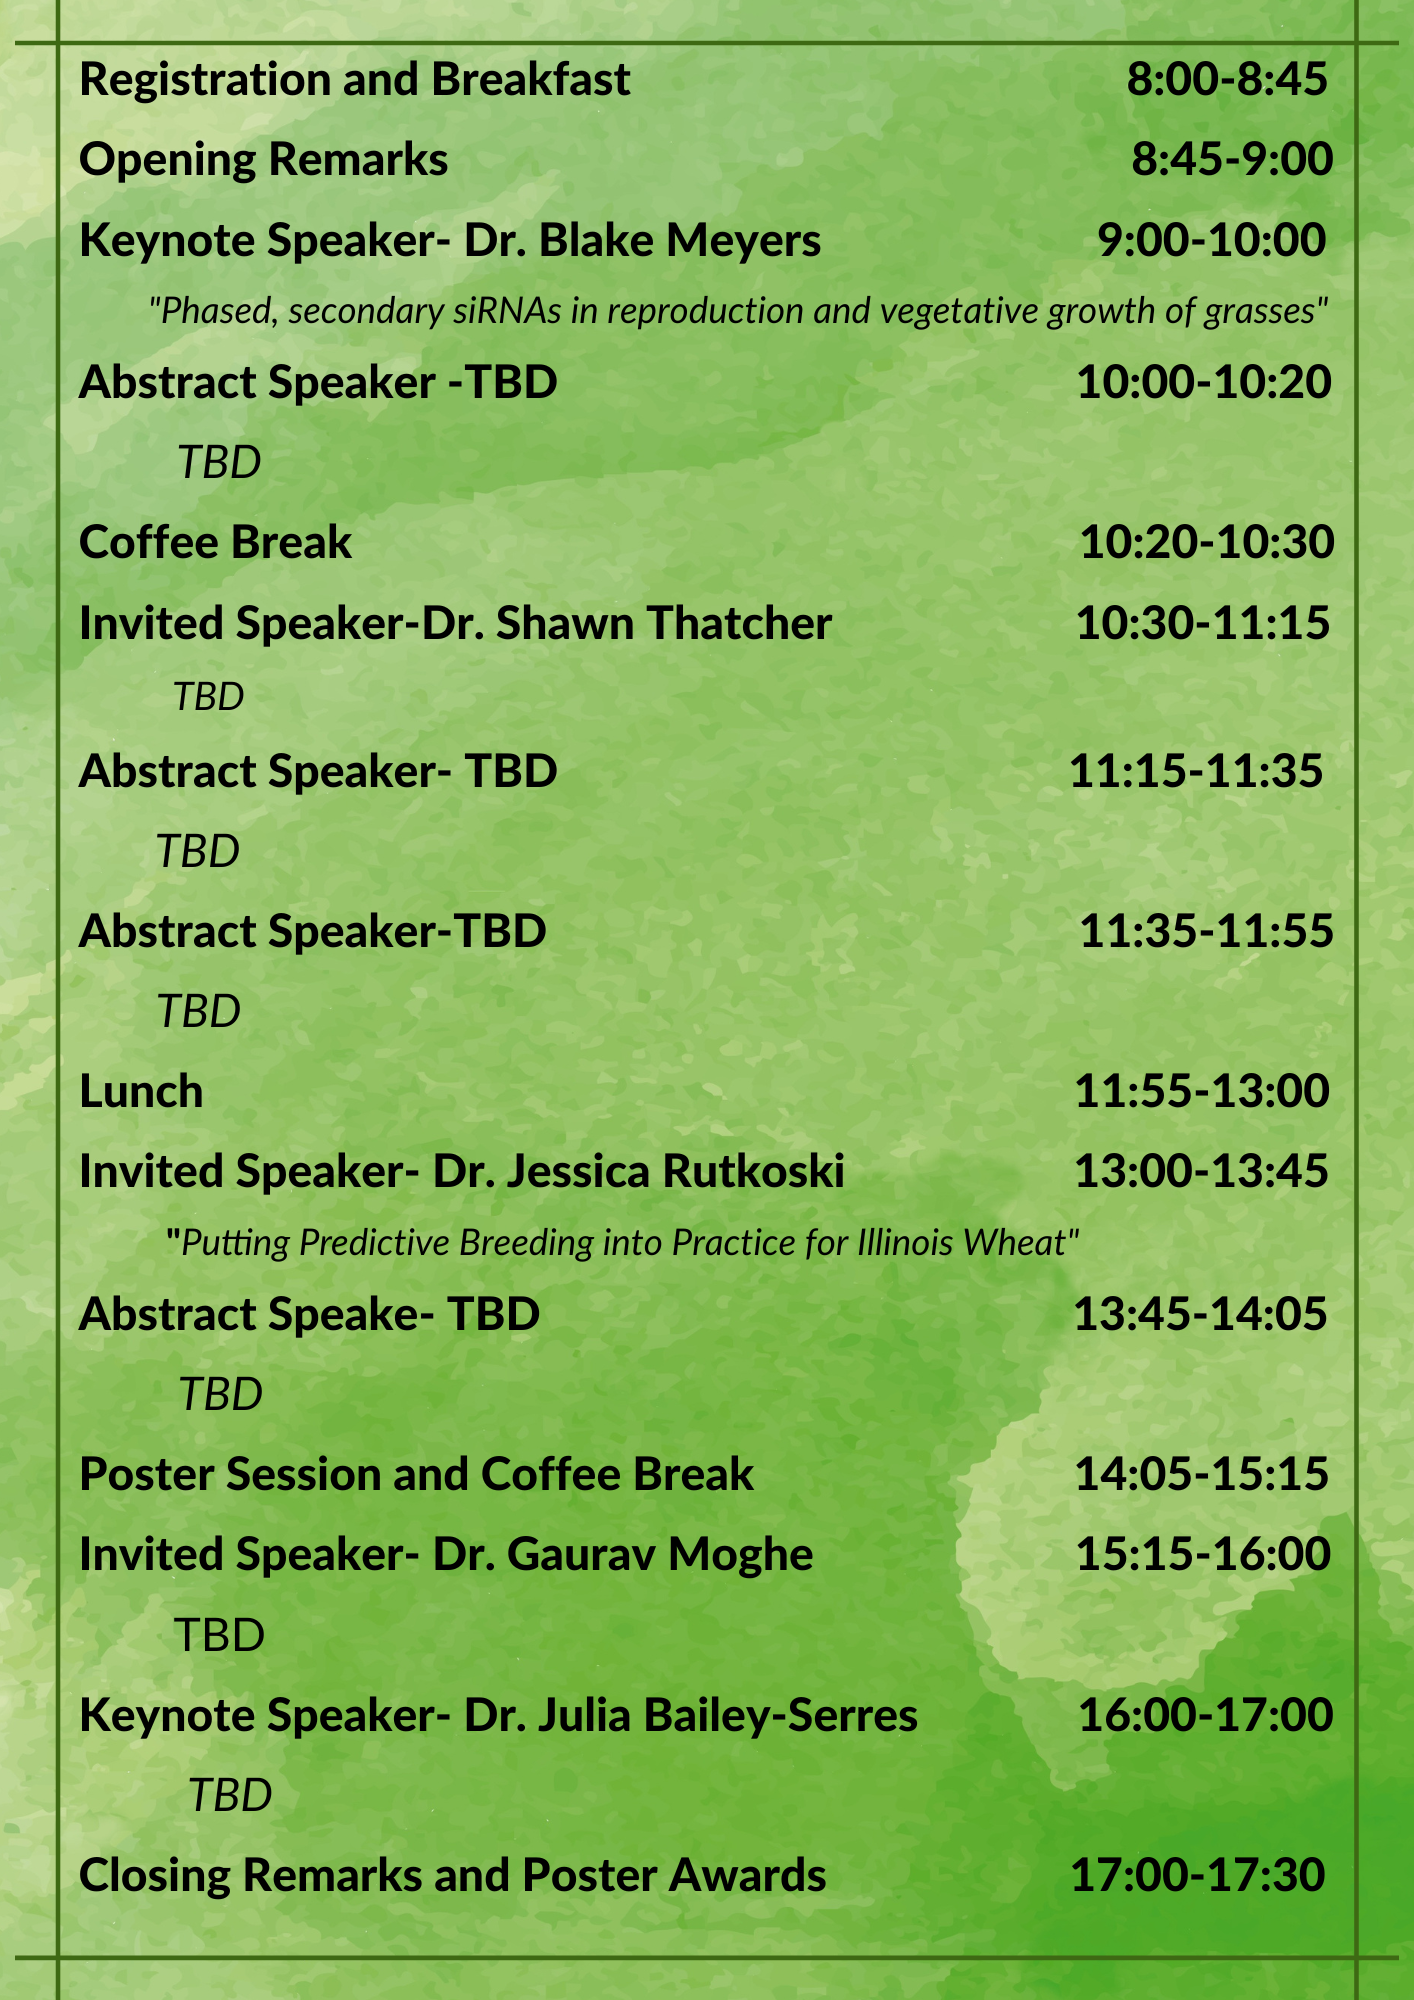 Registration and Breakfast 8:00-8:45
Opening Remarks 8:45-9:00
Keynote Speaker- Dr. Blake Meyers 9:00-10:00
"Phased, secondary siRNAs in reproduction and vegetative growth of grasses"
Abstract Speaker -TBD 10:00-10:20
TBD
Coffee Break 10:20-10:30
Invited Speaker-Dr. Shawn Thatcher 10:30-11:15
TBD
Abstract Speaker- TBD 11:15-11:35
TBD
Abstract Speaker-TBD 11:35-11:55
TBD
Lunch 11:55-13:00
Invited Speaker- Dr. Jessica Rutkoski 13:00-13:45
"Putting Predictive Breeding into Practice for Illinois Wheat"
Abstract Speake- TBD 13:45-14:05
TBD
Poster Session and Coffee Break 14:05-15:15
Invited Speaker- Dr. Gaurav Moghe 15:15-16:00
TBD
Keynote Speaker- Dr. Julia Bailey-Serres 16:00-17:00
TBD
Closing Remarks and Poster Awards 17:00-17:30